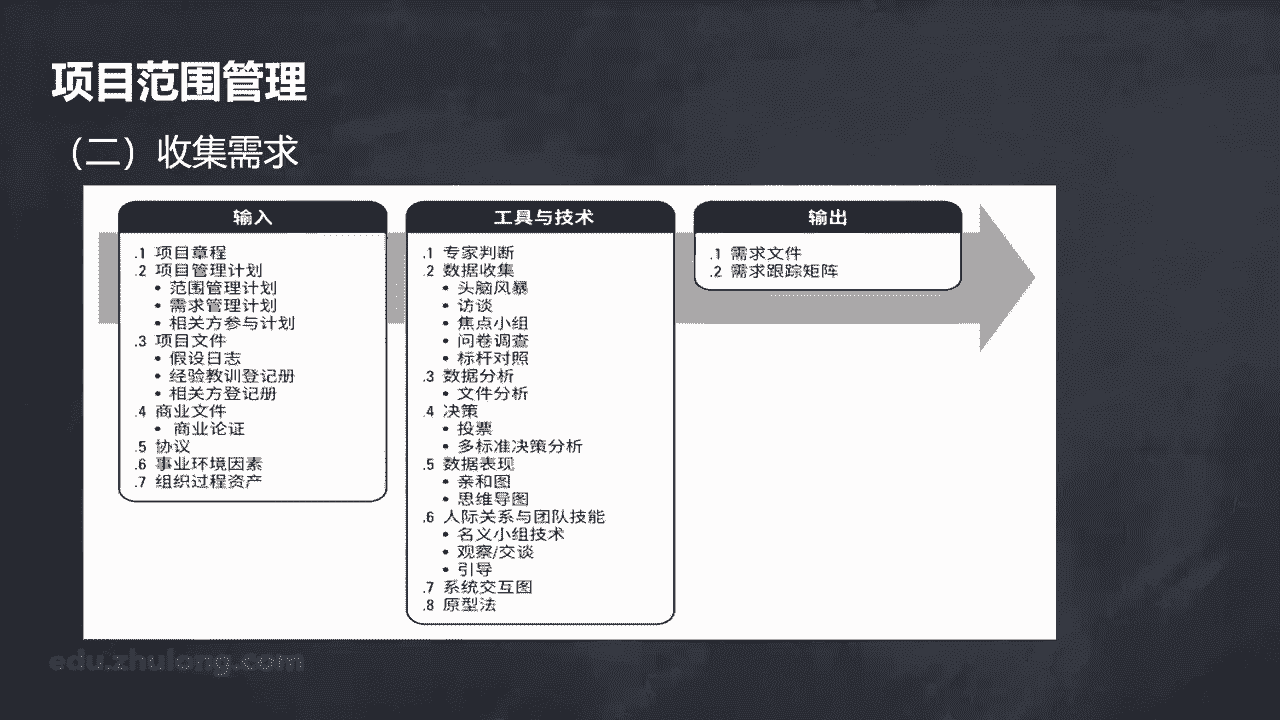 项目范围管理
（二）收集需求
输入
.1 项目章程
.2 项目管理计划
• 范围管理计划
• 需求管理计划
• 相关方参与计划
.3 项目文件
• 假设日志
• 经验教训登记册
• 相关方登记册
.4 商业文件
• 商业论证
.5 协议
.6 事业环境因素
.7 组织过程资产
工具与技术
.1 专家判断
.2 数据收集
• 头脑风暴
• 访谈
• 焦点小组
• 问卷调查
• 标杆对照
.3 数据分析
• 文件分析
.4 决策
• 投票
• 多标准决策分析
.5 数据表现
• 亲和图
• 思维导图
.6 人际关系与团队技能
• 名义小组技术
• 观察/交谈
• 引导
.7 系统交互图
.8 原型法
输出
.1 需求文件
.2 需求跟踪矩阵
edu.zhulong.com